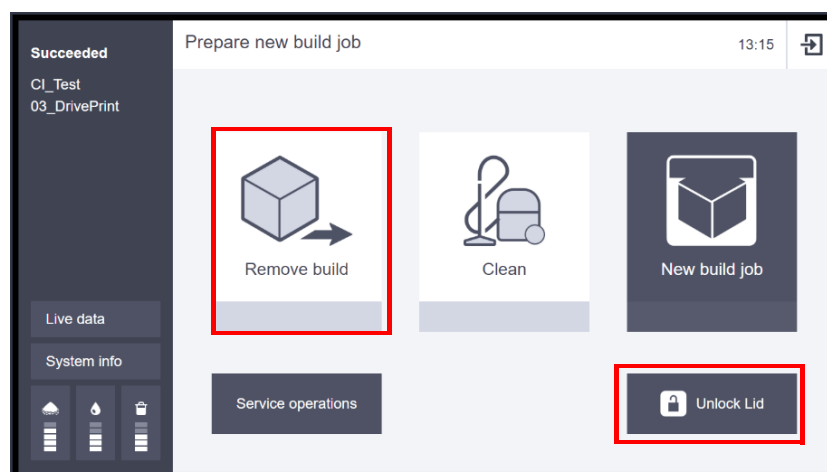 Succeeded
CI_Test
03_DrivePrint
Prepare new build job
13:15
Remove build
Clean
New build job
Live data
System info
Service operations
Unlock Lid